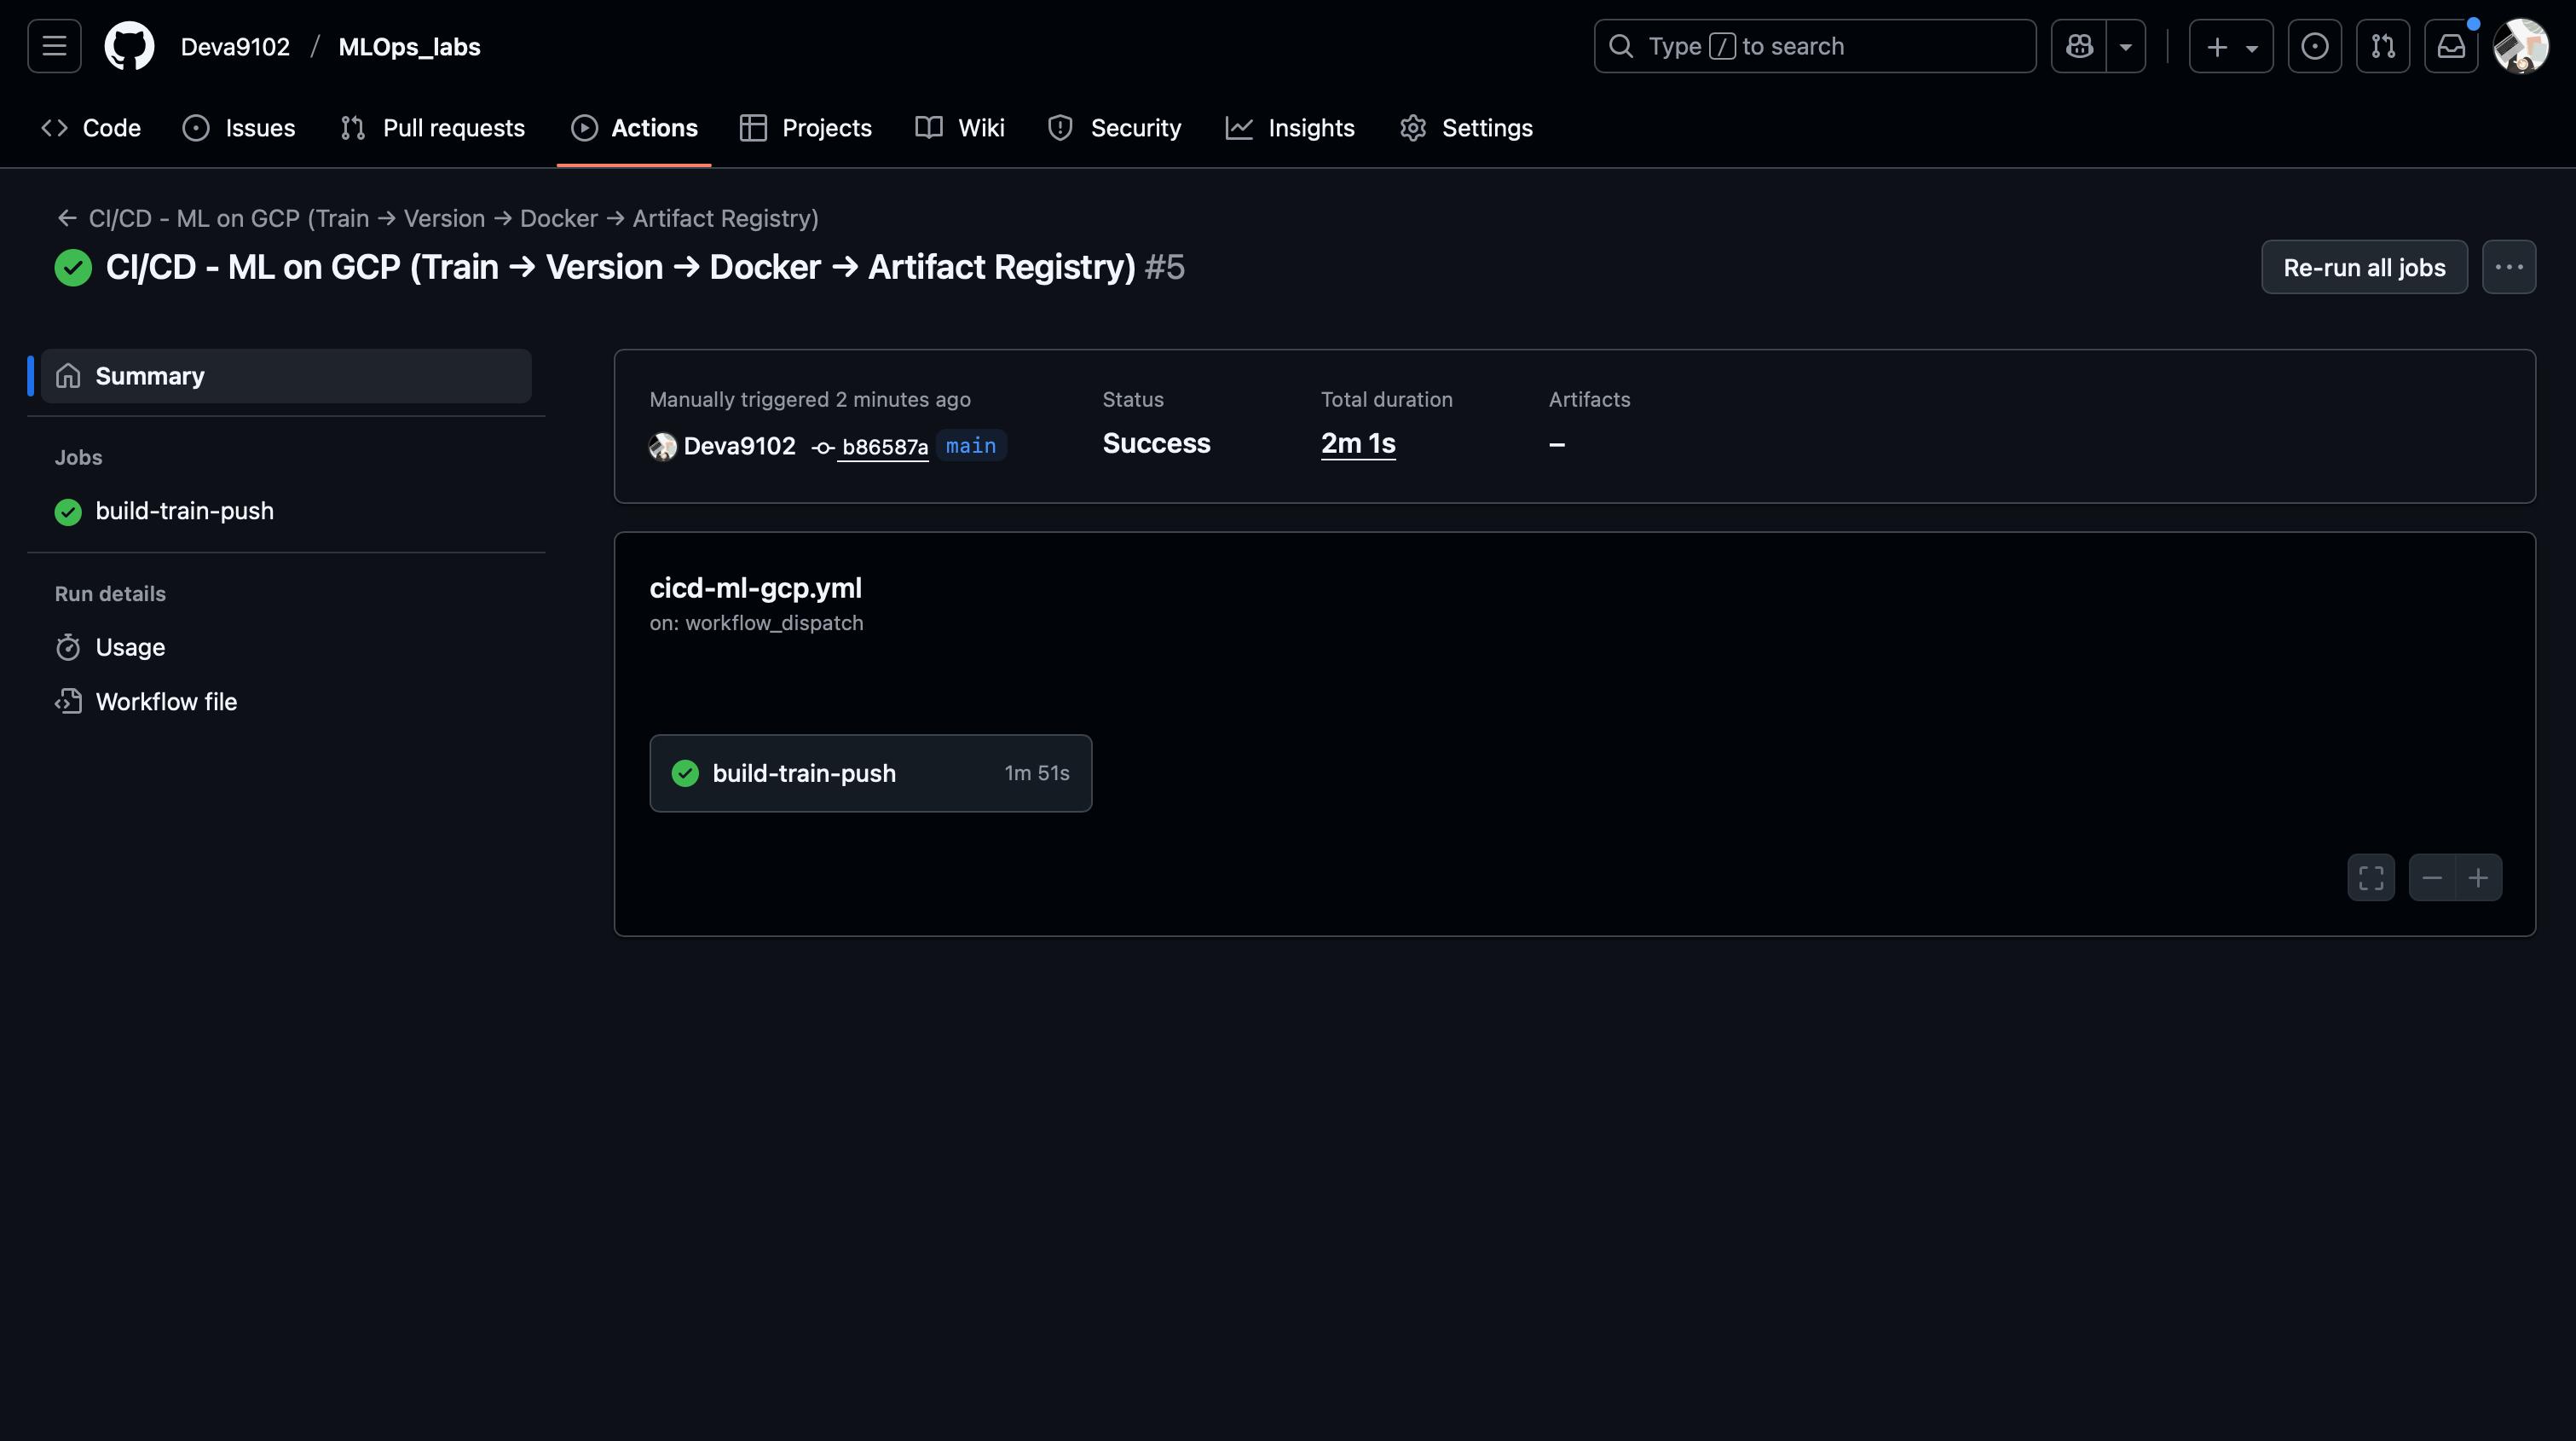 Deva9102 / MLOps_labs
Type / to search
Code Issues Pull requests Actions Projects Wiki Security Insights Settings
← CI/CD - ML on GCP (Train → Version → Docker → Artifact Registry)
CI/CD - ML on GCP (Train → Version → Docker → Artifact Registry) #5
Re-run all jobs
Summary
Jobs
build-train-push
Run details
Usage
Workflow file
Manually triggered 2 minutes ago
Deva9102 b86587a main
Status
Success
Total duration
2m 1s
Artifacts
–
cicd-ml-gcp.yml
on: workflow_dispatch
build-train-push 1m 51s